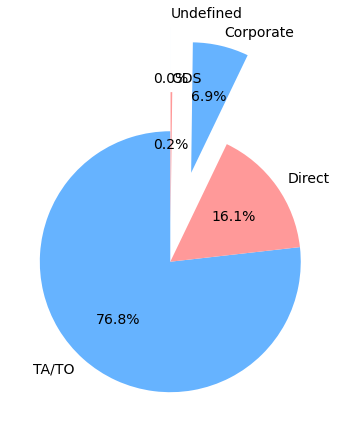 Undefined
Corporate
0.0%
GDS
6.9%
0.2%
Direct
16.1%
76.8%
TA/TO